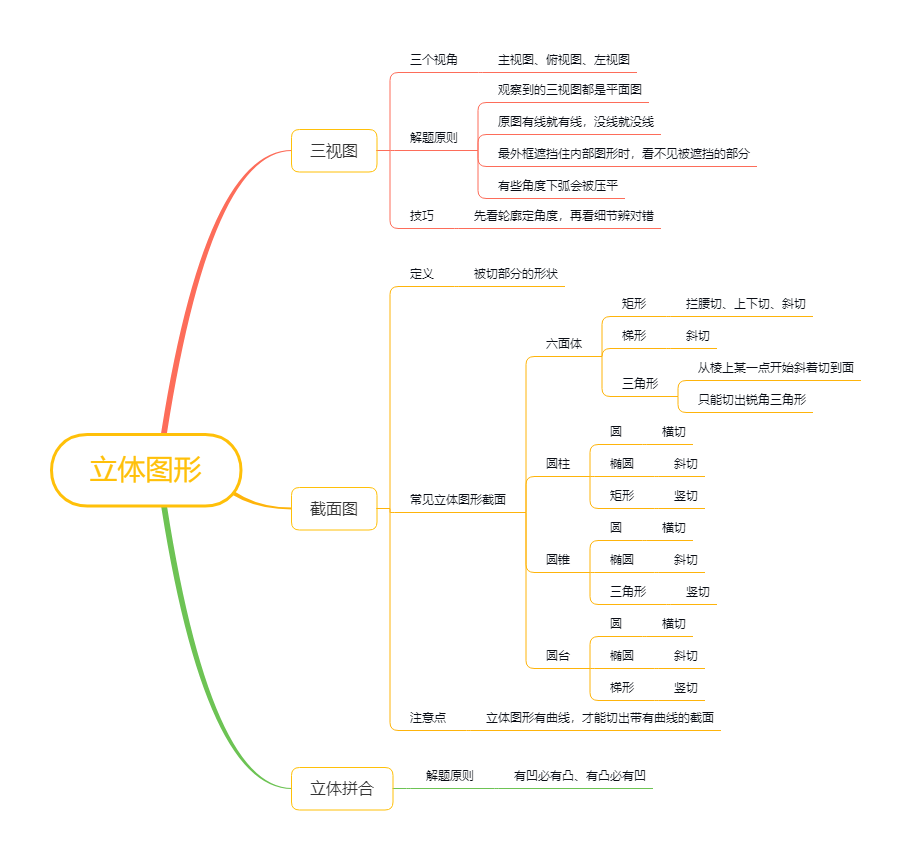 立体图形
三视图
三个视角
主视图、俯视图、左视图
解题原则
观察到的三视图都是平面图
原图有线就有线，没线就没线
最外框遮挡住内部图形时，看不见被遮挡的部分
有些角度下弧会被压平
技巧
先看轮廓定角度，再看细节辨对错
截面图
定义
被切部分的形状
常见立体图形截面
六面体
矩形
拦腰切、上下切、斜切
梯形
斜切
三角形
从棱上某一点开始斜着切到面
只能切出锐角三角形
圆柱
圆
横切
椭圆
斜切
矩形
竖切
圆锥
圆
横切
椭圆
斜切
三角形
竖切
圆台
圆
横切
椭圆
斜切
梯形
竖切
注意点
立体图形有曲线，才能切出带有曲线的截面
立体拼合
解题原则
有凹必有凸、有凸必有凹